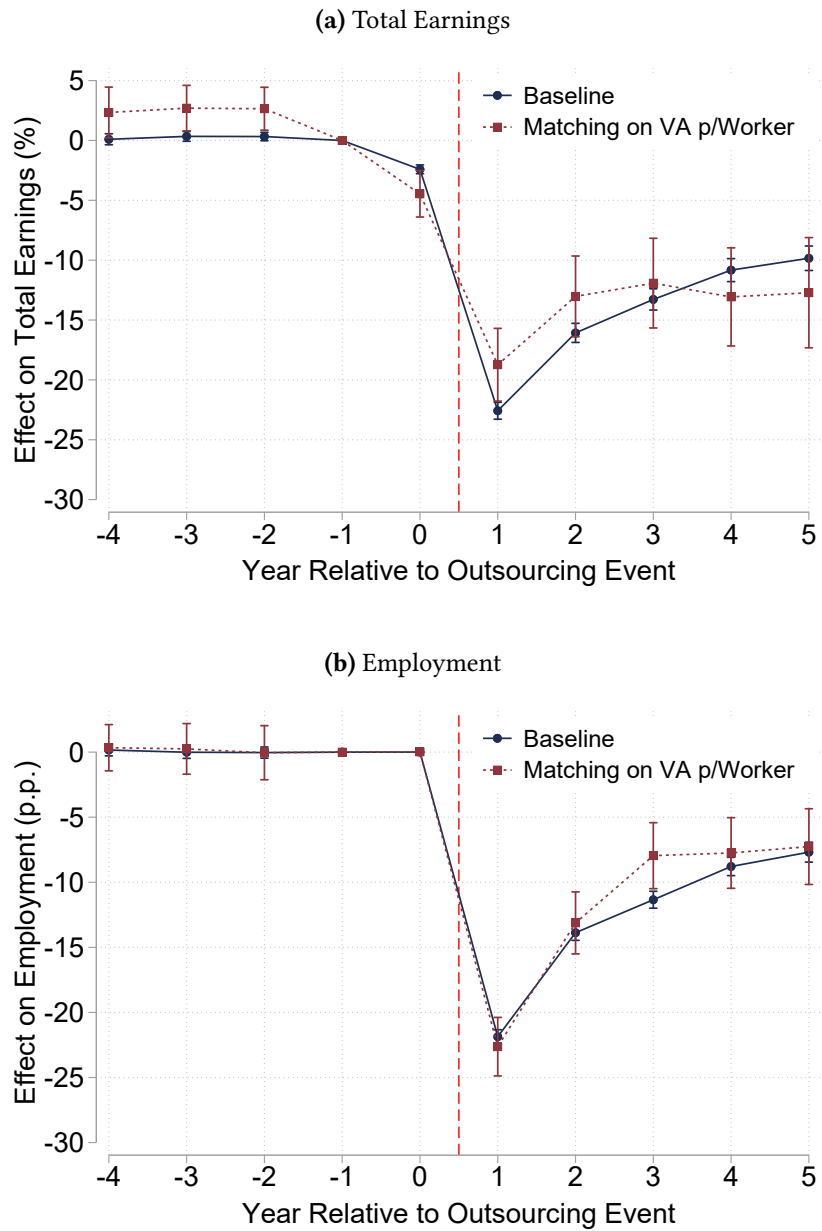 (a) Total Earnings
Effect on Total Earnings (%)
5
0
-5
-10
-15
-20
-25
-30
Baseline
Matching on VA p/Worker
-4 -3 -2 -1 0 1 2 3 4 5
Year Relative to Outsourcing Event
(b) Employment
Effect on Employment (p.p.)
0
-5
-10
-15
-20
-25
-30
Baseline
Matching on VA p/Worker
-4 -3 -2 -1 0 1 2 3 4 5
Year Relative to Outsourcing Event